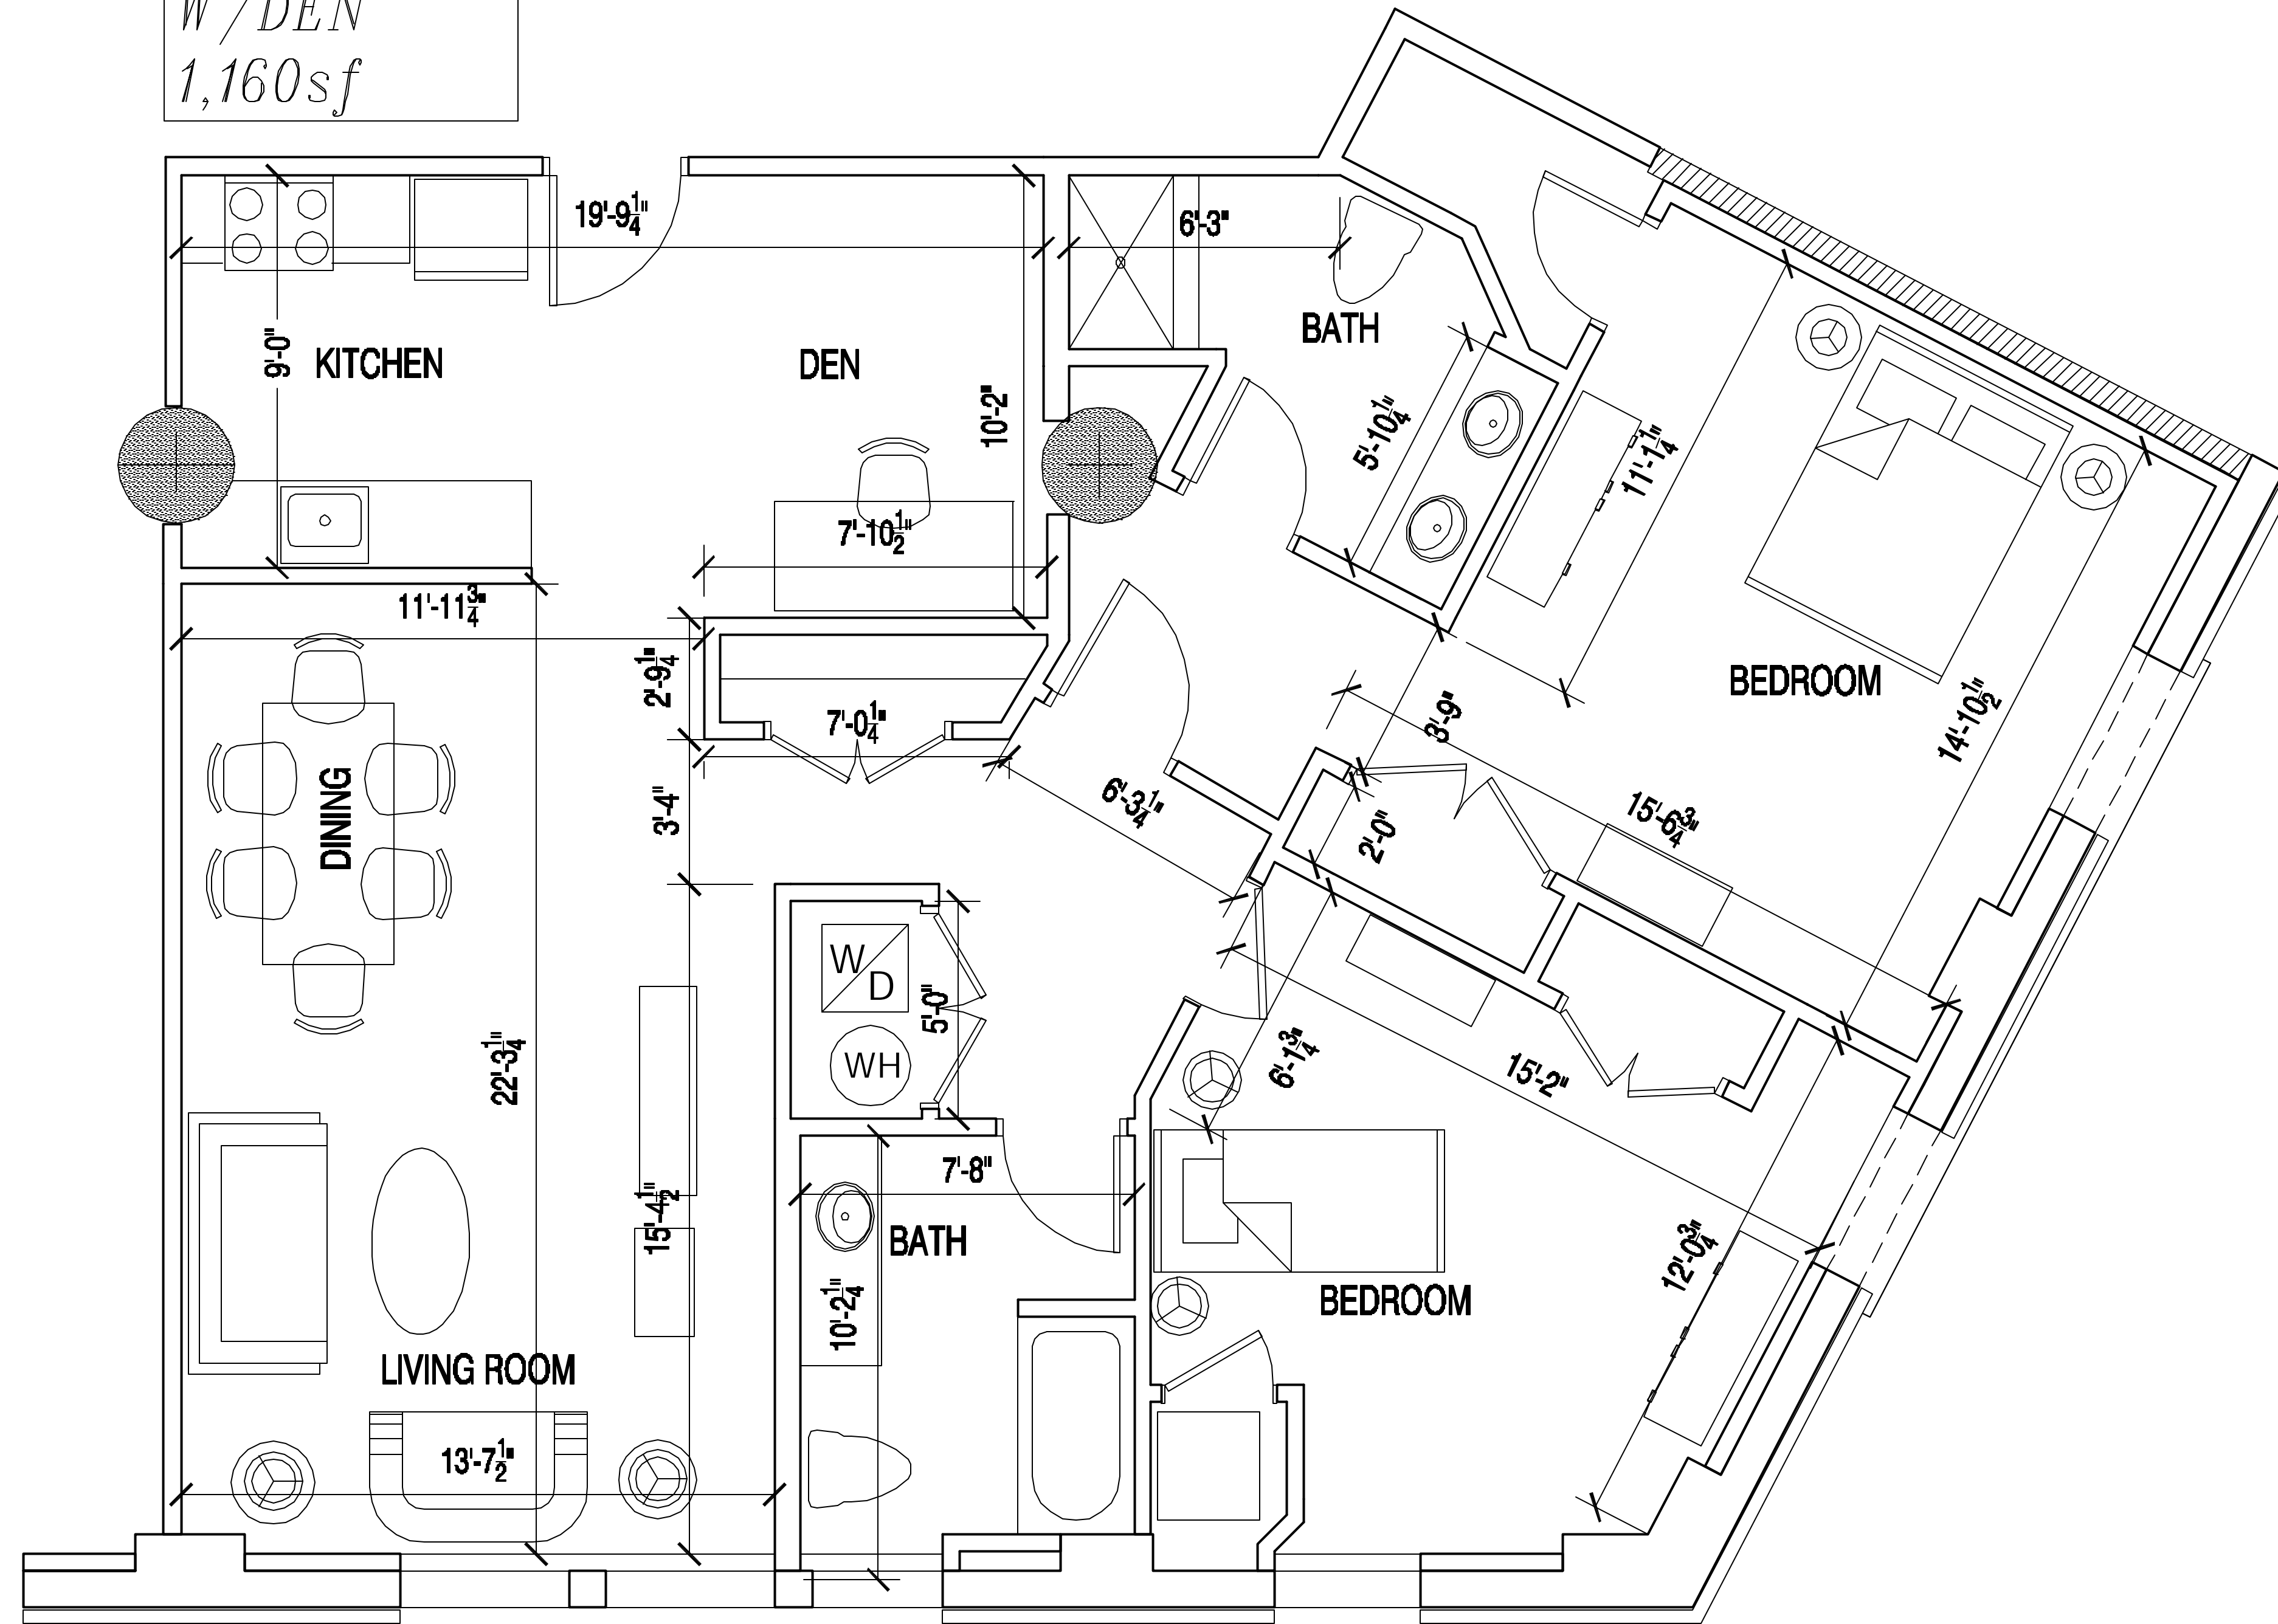 W/DEN
1,160sf
19'-9 1/4"
6'-3"
9'-0"
KITCHEN
DEN
BATH
10'-2"
5'-10 1/4"
11'-1 1/4"
7'-10 1/2"
11'-11 3/4"
2'-9 1/4"
7'-0 1/4"
BEDROOM
3'-9"
14'-10 1/2"
DINING
3'-4"
6'-3 1/4"
2'-0"
15'-6 3/4"
W
D
5'-0"
WH
22'-3 1/4"
6'-1 3/4"
15'-2"
7'-8"
15'-4 1/2"
BATH
12'-0 3/4"
10'-2 1/4"
BEDROOM
LIVING ROOM
13'-7 1/2"